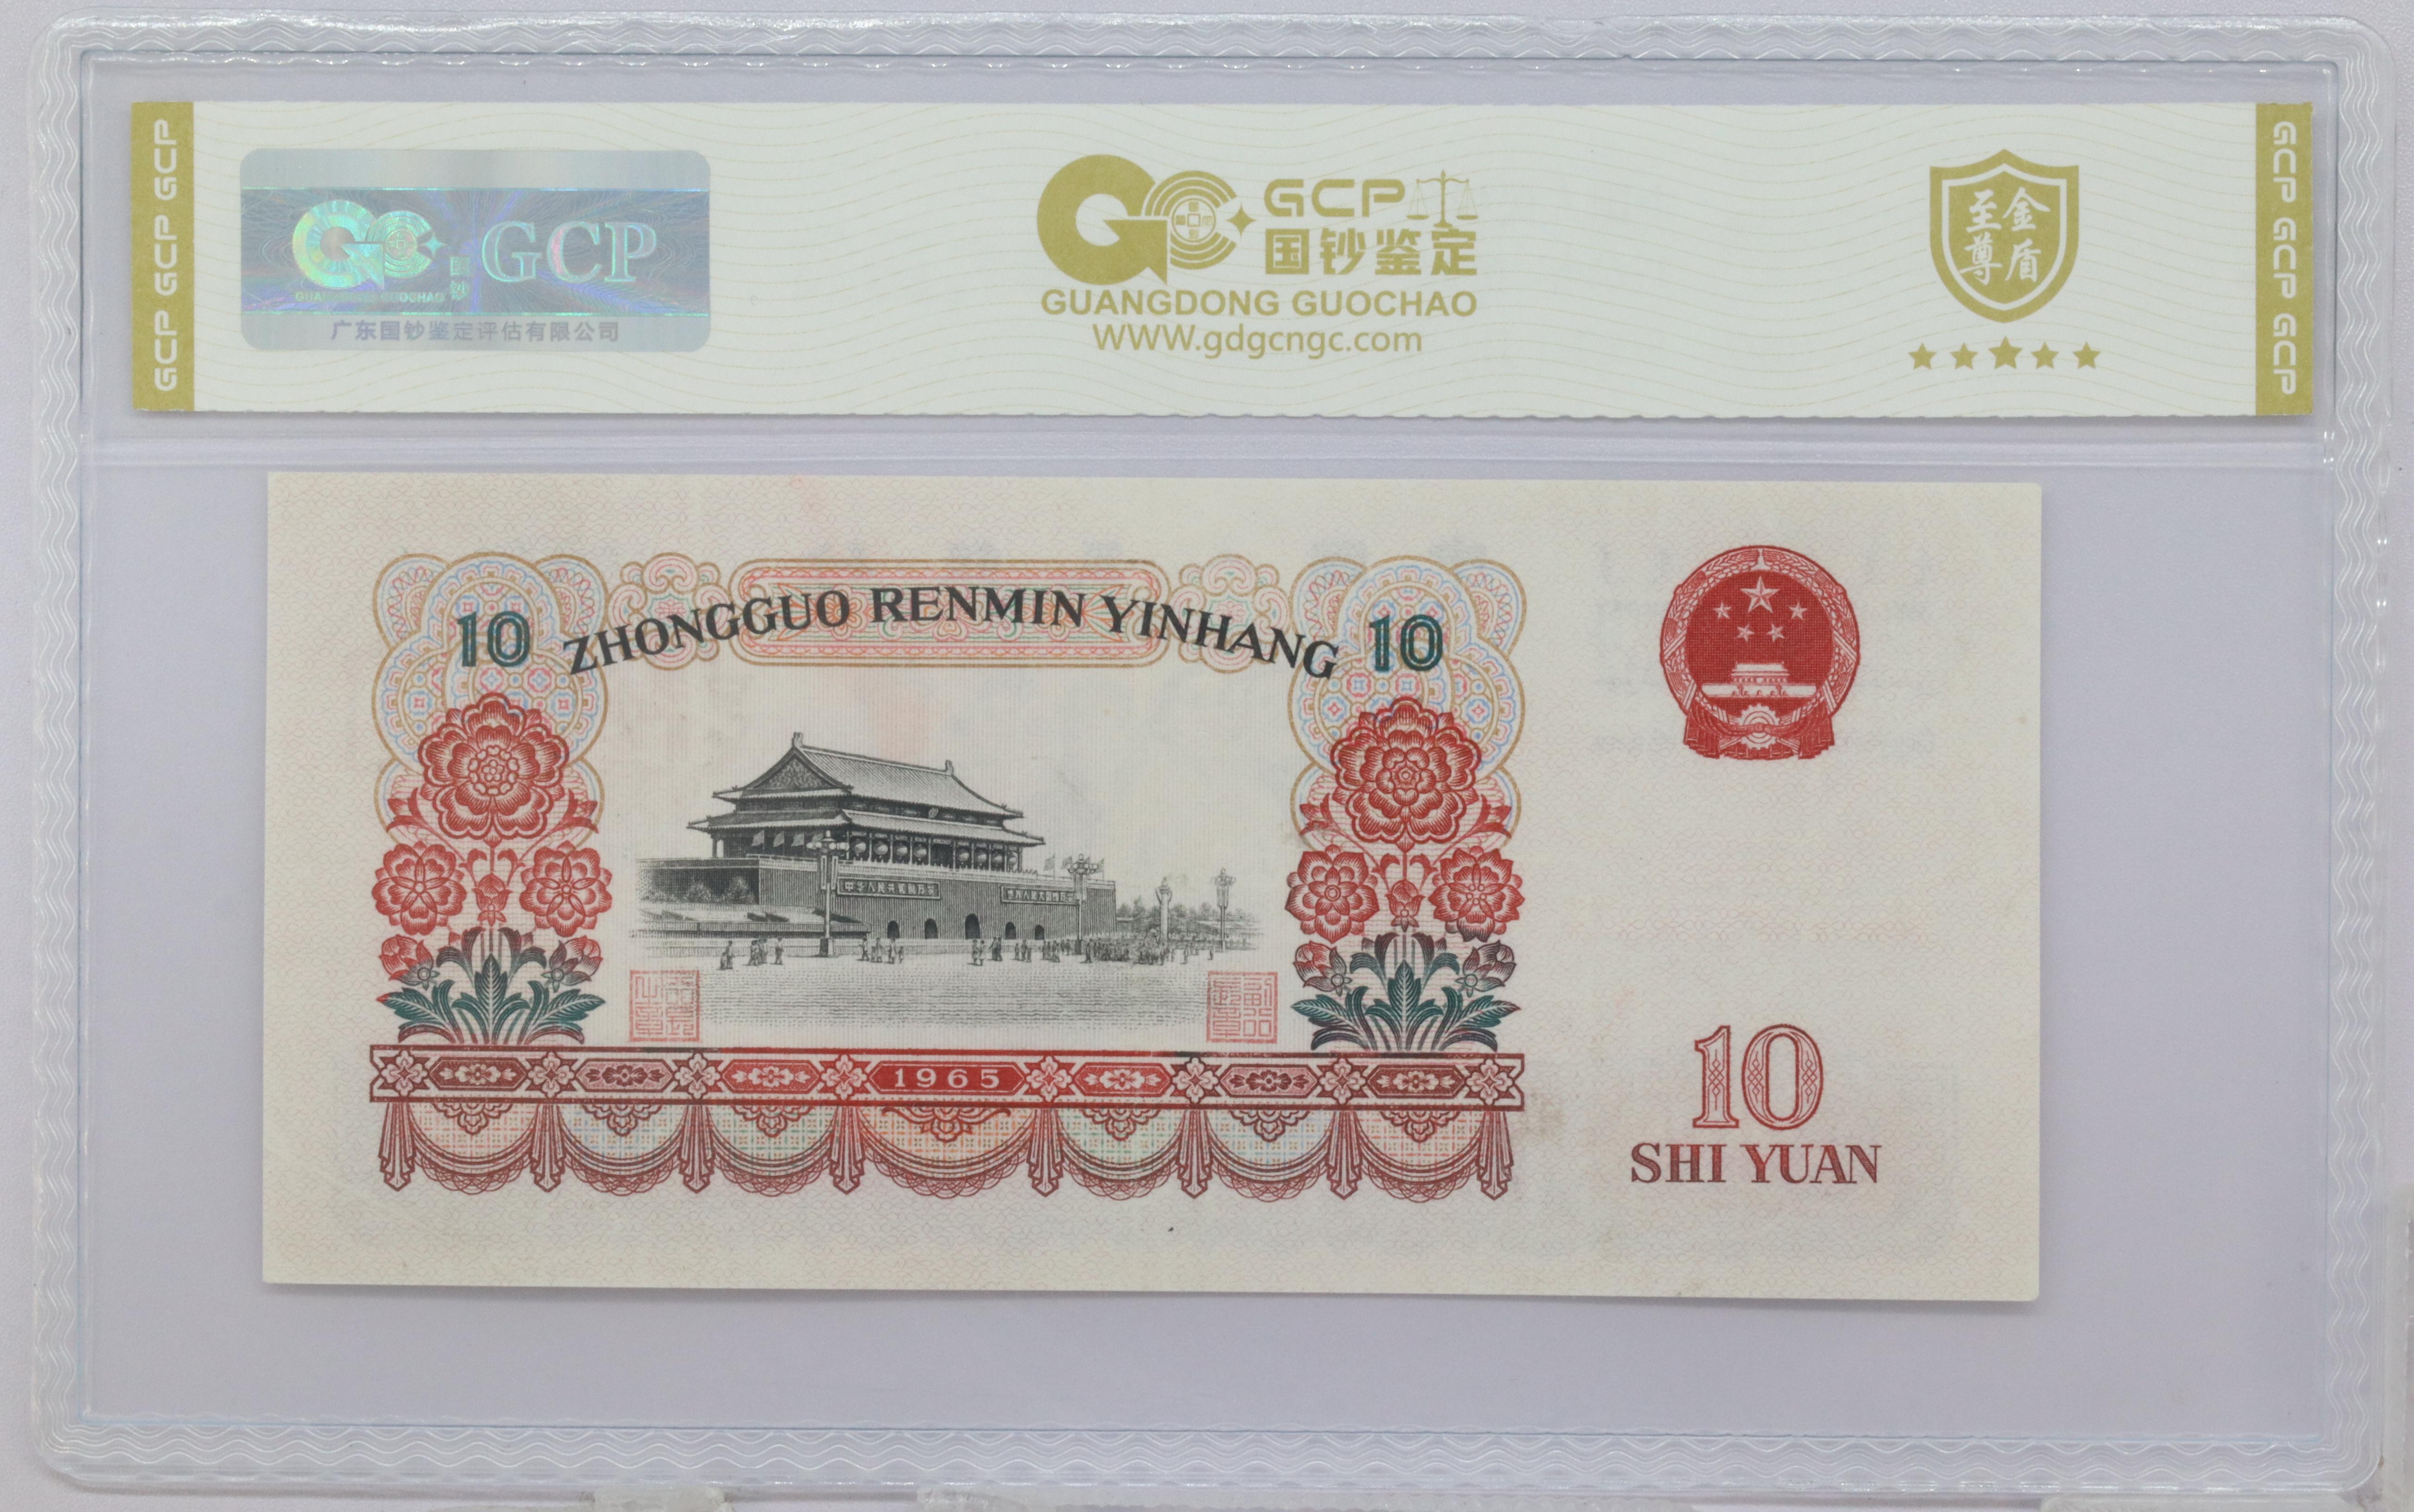 GCP GCP GCP
GCP
国钞
GUANGDONG GUOCHAO
广东国钞鉴定评估有限公司
GCP
国钞鉴定
GUANGDONG GUOCHAO
WWW.gdgcngc.com
至尊
金盾
GCP GCP GCP
10 ZHONGGUO RENMIN YINHANG 10
1965
10
SHI YUAN